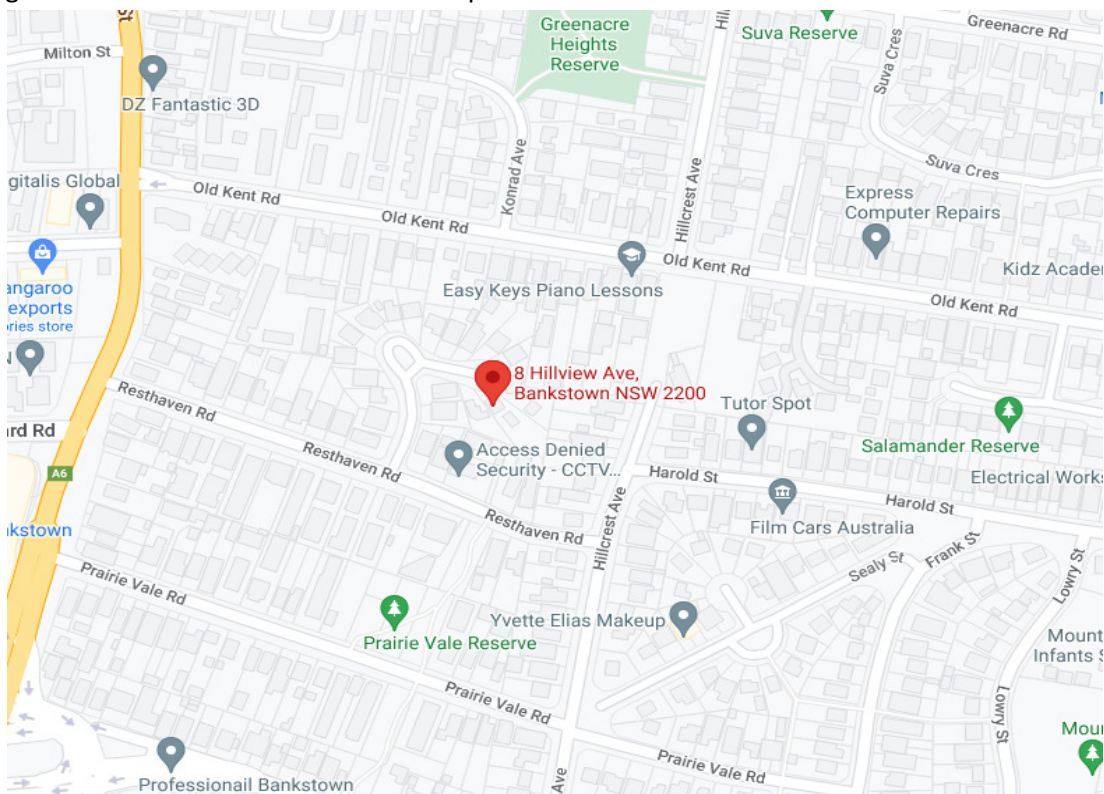 Greenacre
Heights
Reserve
Suva Reserve
Greenacre Rd
Milton St
St
DZ Fantastic 3D
Suva Cres
Konrad Ave
Hillcrest Ave
Suva Cres
gitalis Global
Old Kent Rd
Old Kent Rd
Express
Computer Repairs
Old Kent Rd
Kidz Acade
Easy Keys Piano Lessons
Old Kent Rd
angaroo
exports
ries store
N
8 Hillview Ave,
Bankstown NSW 2200
Resthaven Rd
Tutor Spot
ard Rd
Salamander Reserve
Resthaven Rd
Access Denied
Security - CCTV...
A6
Harold St
Electrical Works
Harold St
Hillcrest Ave
Resthaven Rd
Film Cars Australia
nkstown
Sealy St
Frank St
Lowry St
Prairie Vale Rd
Yvette Elias Makeup
Prairie Vale Reserve
Mount
Infants S
Prairie Vale Rd
Lowry St
Moun
Prairie Vale Rd
Professionail Bankstown
Ave